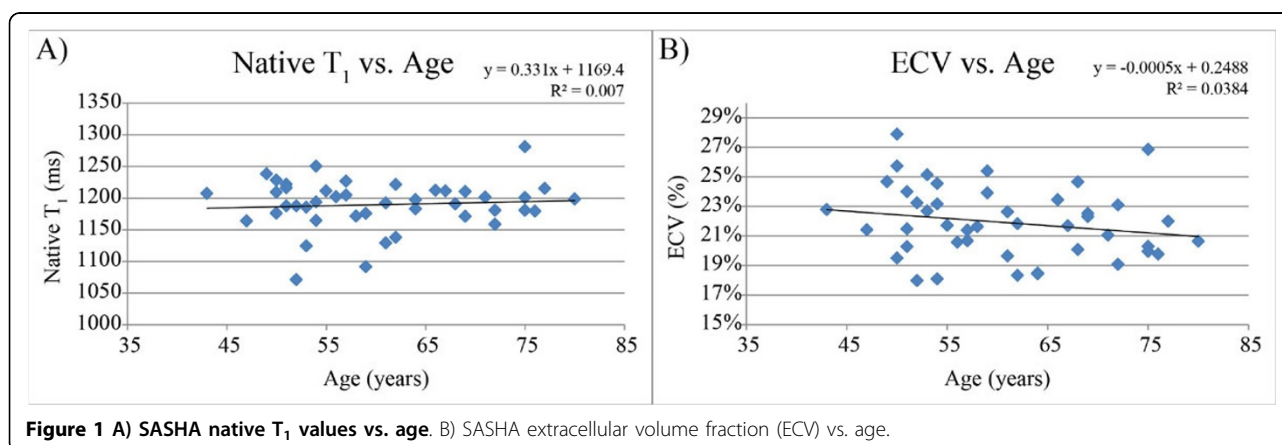 A)
Native T₁ vs. Age
y = 0.331x + 1169.4
R² = 0.007
Native T₁ (ms)
1350
1300
1250
1200
1150
1100
1050
1000
35 45 55 65 75 85
Age (years)
B)
ECV vs. Age
y = -0.0005x + 0.2488
R² = 0.0384
ECV (%)
29%
27%
25%
23%
21%
19%
17%
15%
35 45 55 65 75 85
Age (years)
Figure 1 A) SASHA native T₁ values vs. age. B) SASHA extracellular volume fraction (ECV) vs. age.